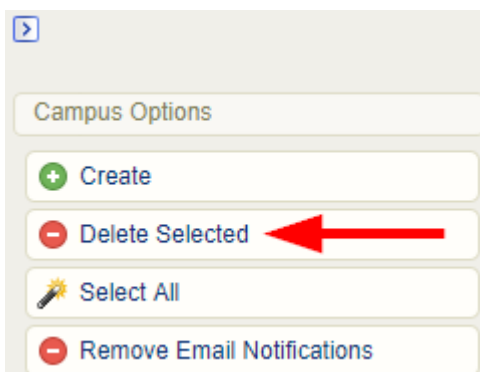 Campus Options
Create
Delete Selected
Select All
Remove Email Notifications